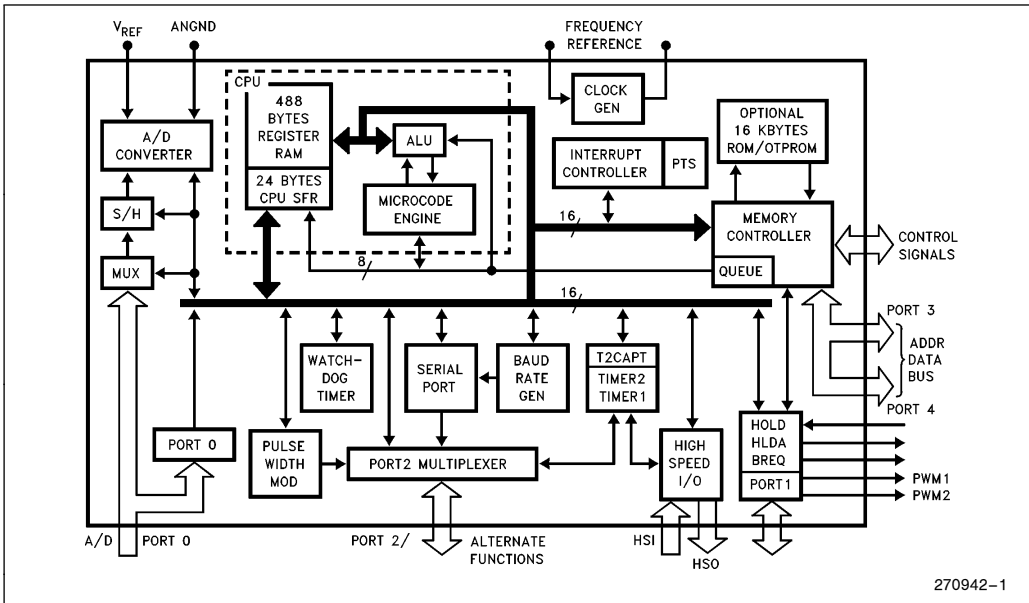 VREF
ANGND
FREQUENCY
REFERENCE
CPU
488
BYTES
REGISTER
RAM
24 BYTES
CPU SFR
ALU
MICROCODE
ENGINE
CLOCK
GEN
OPTIONAL
16 KBYTES
ROM/OTPROM
A/D
CONVERTER
INTERRUPT
CONTROLLER
PTS
S/H
MUX
16
8
MEMORY
CONTROLLER
QUEUE
CONTROL
SIGNALS
16
PORT 3
ADDR
DATA
BUS
PORT 4
WATCH-
DOG
TIMER
SERIAL
PORT
BAUD
RATE
GEN
T2CAPT
TIMER2
TIMER1
PORT 0
PULSE
WIDTH
MOD
PORT2 MULTIPLEXER
HIGH
SPEED
I/O
HOLD
HLDA
BREQ
PORT1
PWM1
PWM2
A/D
PORT 0
PORT 2/
ALTERNATE
FUNCTIONS
HSI
HSO
270942–1